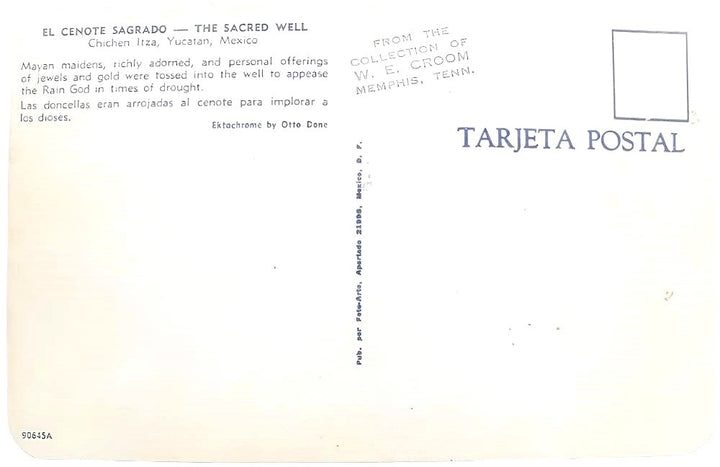 EL CENOTE SAGRADO — THE SACRED WELL
Chichen Itza, Yucatan, Mexico
Mayan maidens, richly adorned, and personal offerings
of jewels and gold were tossed into the well to appease
the Rain God in times of drought.
Las doncellas eran arrojadas al cenote para implorar a
los dioses.
Ektachrome by Otto Done
FROM THE
COLLECTION OF
W. E. CROOM
MEMPHIS, TENN.
TARJETA POSTAL
Pub. por Foto-Arte, Apartado 21998, Mexico, D. F.
90645A